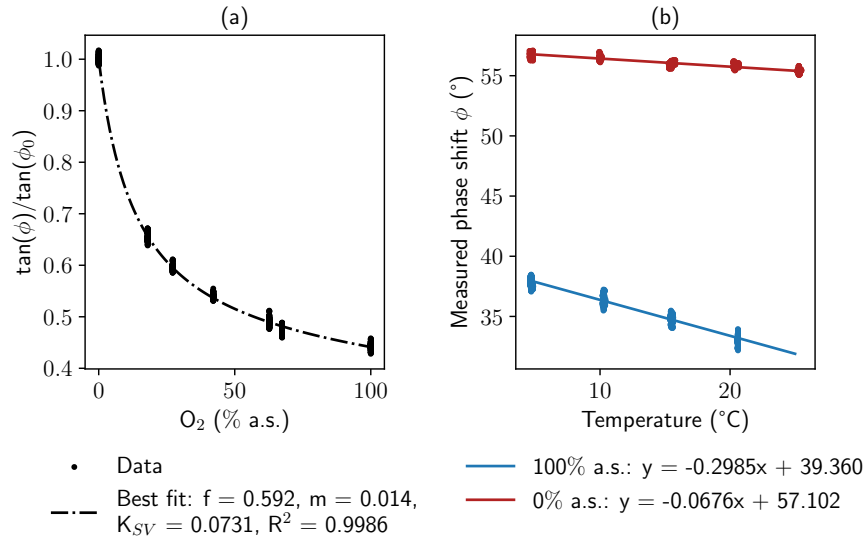 (a)
(b)
tan(ϕ)/tan(ϕ₀)
1.0
0.9
0.8
0.7
0.6
0.5
0.4
0
50
100
O₂ (% a.s.)
Measured phase shift ϕ (°)
55
50
45
40
35
10
20
Temperature (°C)
Data
Best fit: f = 0.592, m = 0.014,
K_SV = 0.0731, R² = 0.9986
100% a.s.: y = -0.2985x + 39.360
0% a.s.: y = -0.0676x + 57.102